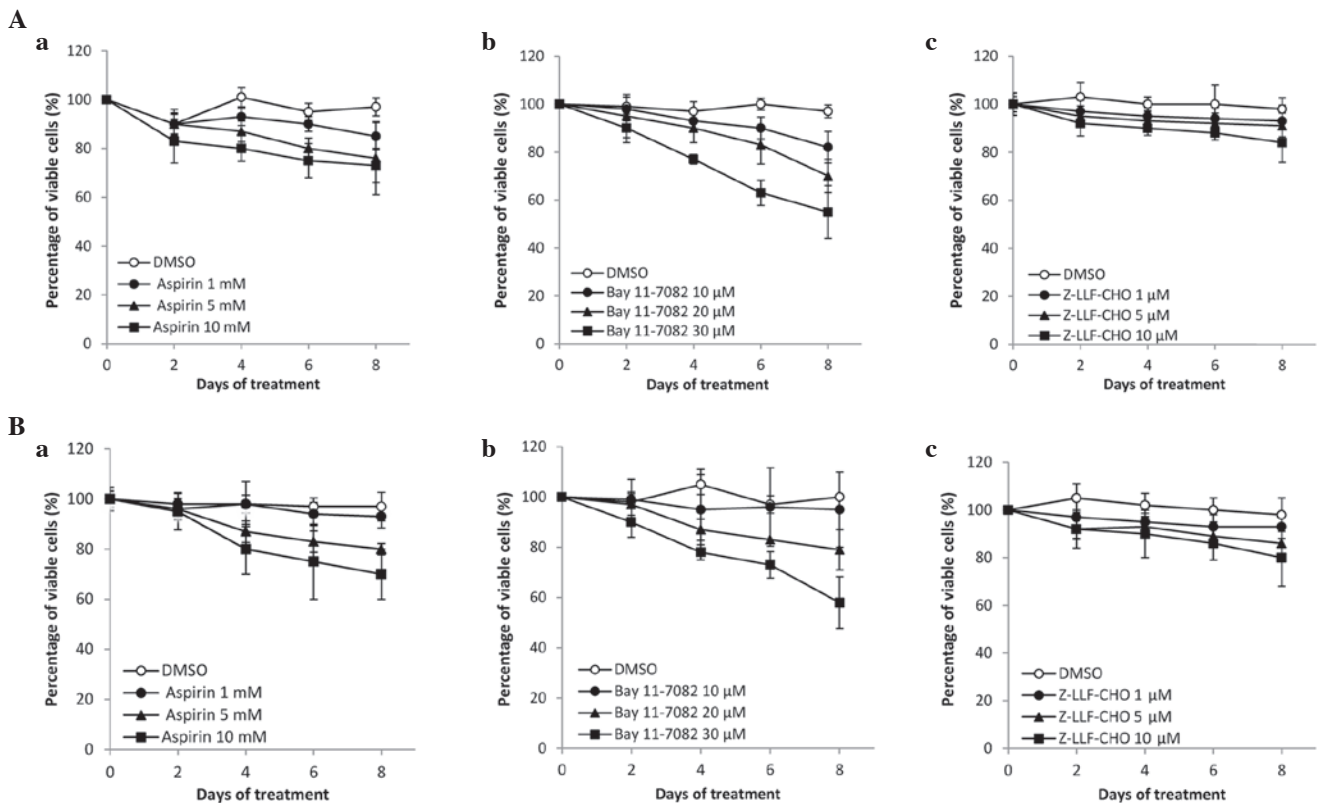 A
a
Percentage of viable cells (%)
120
100
80
60
40
20
0
DMSO
Aspirin 1 mM
Aspirin 5 mM
Aspirin 10 mM
0 2 4 6 8
Days of treatment
b
Percentage of viable cells (%)
120
100
80
60
40
20
0
DMSO
Bay 11-7082 10 μM
Bay 11-7082 20 μM
Bay 11-7082 30 μM
0 2 4 6 8
Days of treatment
c
Percentage of viable cells (%)
120
100
80
60
40
20
0
DMSO
Z-LLF-CHO 1 μM
Z-LLF-CHO 5 μM
Z-LLF-CHO 10 μM
0 2 4 6 8
Days of treatment
B
a
Percentage of viable cells (%)
120
100
80
60
40
20
0
DMSO
Aspirin 1 mM
Aspirin 5 mM
Aspirin 10 mM
0 2 4 6 8
Days of treatment
b
Percentage of viable cells (%)
120
100
80
60
40
20
0
DMSO
Bay 11-7082 10 μM
Bay 11-7082 20 μM
Bay 11-7082 30 μM
0 2 4 6 8
Days of treatment
c
Percentage of viable cells (%)
120
100
80
60
40
20
0
DMSO
Z-LLF-CHO 1 μM
Z-LLF-CHO 5 μM
Z-LLF-CHO 10 μM
0 2 4 6 8
Days of treatment